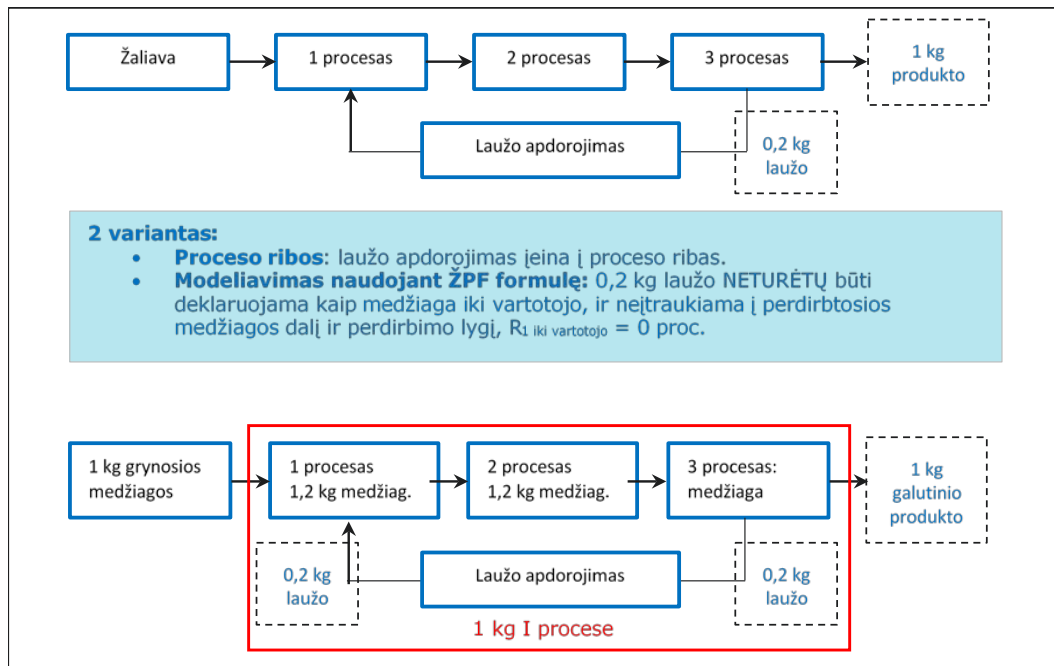 Žaliava
1 procesas
2 procesas
3 procesas
1 kg
produkto
Laužo apdorojimas
0,2 kg
laužo
2 variantas:
• Proceso ribos: laužo apdorojimas įeina į proceso ribas.
• Modeliavimas naudojant ŽPF formulę: 0,2 kg laužo NETURĖTŲ būti
deklaruojama kaip medžiaga iki vartotojo, ir neįtraukiama į perdirbtosios
medžiagos dalį ir perdirbimo lygį, R1 iki vartotojo = 0 proc.
1 kg grynosios
medžiagos
1 procesas
1,2 kg medžiag.
2 procesas
1,2 kg medžiag.
3 procesas:
medžiaga
1 kg
galutinio
produkto
0,2 kg
laužo
Laužo apdorojimas
0,2 kg
laužo
1 kg I procese